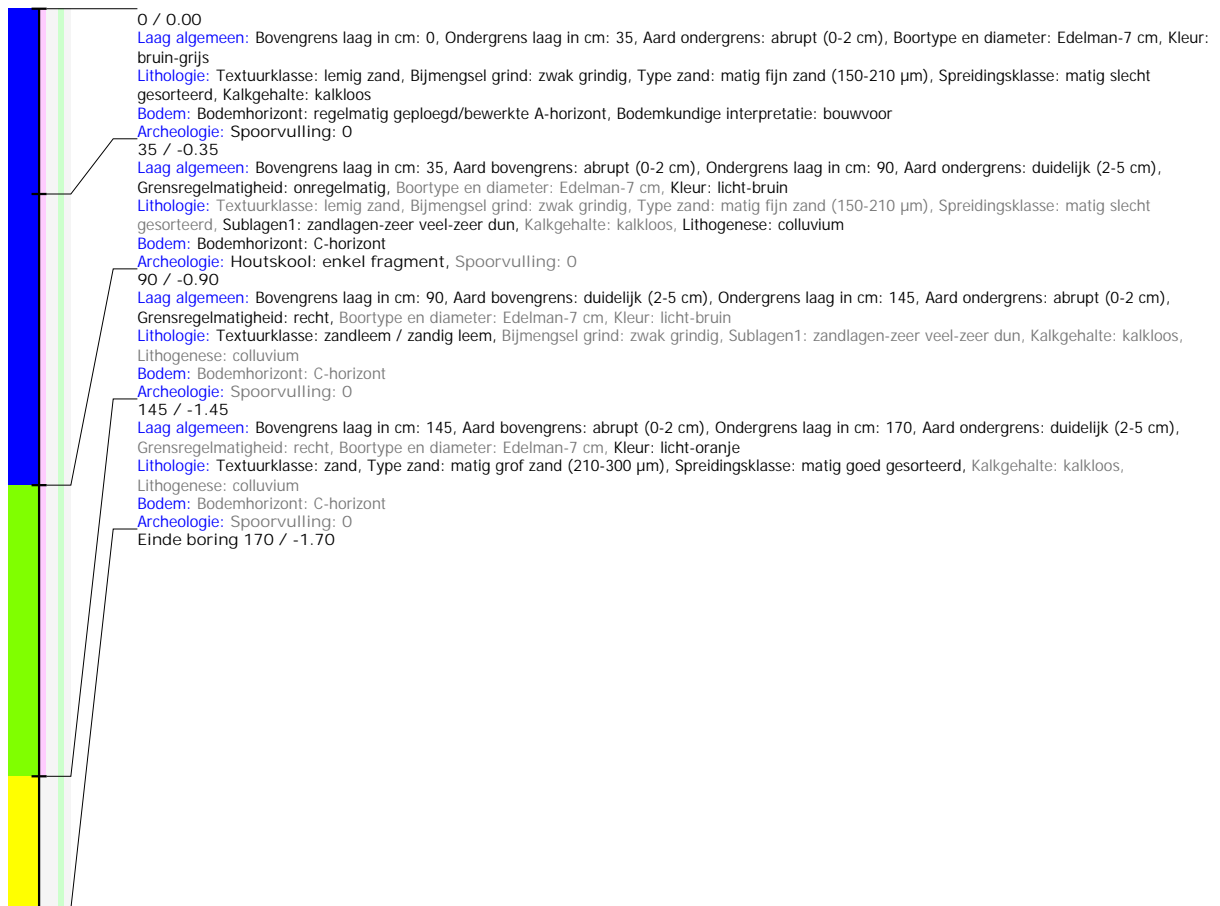 0 / 0.00
Laag algemeen: Bovengrens laag in cm: 0, Ondergrens laag in cm: 35, Aard ondergrens: abrupt (0-2 cm), Boortype en diameter: Edelman-7 cm, Kleur:
bruin-grijs
Lithologie: Textuurklasse: lemig zand, Bijmengsel grind: zwak grindig, Type zand: matig fijn zand (150-210 µm), Spreidingsklasse: matig slecht
gesorteerd, Kalkgehalte: kalkloos
Bodem: Bodemhorizont: regelmatig geploegd/bewerkte A-horizont, Bodemkundige interpretatie: bouwvoor
Archeologie: Spoorvulling: 0
35 / -0.35
Laag algemeen: Bovengrens laag in cm: 35, Aard bovengrens: abrupt (0-2 cm), Ondergrens laag in cm: 90, Aard ondergrens: duidelijk (2-5 cm),
Grensregelmatigheid: onregelmatig, Boortype en diameter: Edelman-7 cm, Kleur: licht-bruin
Lithologie: Textuurklasse: lemig zand, Bijmengsel grind: zwak grindig, Type zand: matig fijn zand (150-210 µm), Spreidingsklasse: matig slecht
gesorteerd, Sublagen1: zandlagen-zeer veel-zeer dun, Kalkgehalte: kalkloos, Lithogenese: colluvium
Bodem: Bodemhorizont: C-horizont
Archeologie: Houtskool: enkel fragment, Spoorvulling: 0
90 / -0.90
Laag algemeen: Bovengrens laag in cm: 90, Aard bovengrens: duidelijk (2-5 cm), Ondergrens laag in cm: 145, Aard ondergrens: abrupt (0-2 cm),
Grensregelmatigheid: recht, Boortype en diameter: Edelman-7 cm, Kleur: licht-bruin
Lithologie: Textuurklasse: zandleem / zandig leem, Bijmengsel grind: zwak grindig, Sublagen1: zandlagen-zeer veel-zeer dun, Kalkgehalte: kalkloos,
Lithogenese: colluvium
Bodem: Bodemhorizont: C-horizont
Archeologie: Spoorvulling: 0
145 / -1.45
Laag algemeen: Bovengrens laag in cm: 145, Aard bovengrens: abrupt (0-2 cm), Ondergrens laag in cm: 170, Aard ondergrens: duidelijk (2-5 cm),
Grensregelmatigheid: recht, Boortype en diameter: Edelman-7 cm, Kleur: licht-oranje
Lithologie: Textuurklasse: zand, Type zand: matig grof zand (210-300 µm), Spreidingsklasse: matig goed gesorteerd, Kalkgehalte: kalkloos,
Lithogenese: colluvium
Bodem: Bodemhorizont: C-horizont
Archeologie: Spoorvulling: 0
Einde boring 170 / -1.70